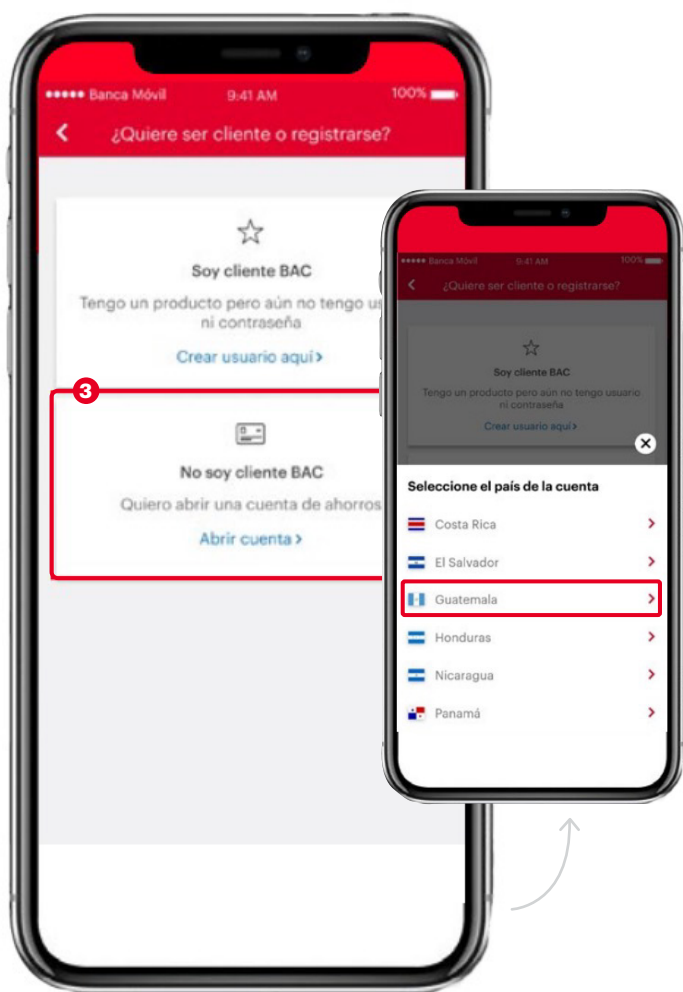 Banca Móvil 9:41 AM 100%
¿Quiere ser cliente o registrarse?
Soy cliente BAC
Tengo un producto pero aún no tengo us
ni contraseña
Crear usuario aquí >
3
No soy cliente BAC
Quiero abrir una cuenta de ahorros
Abrir cuenta >
Banca Móvil 9:41 AM 100%
¿Quiere ser cliente o registrarse?
Soy cliente BAC
Tengo un producto pero aún no tengo usuario
ni contraseña
Crear usuario aquí >
Seleccione el país de la cuenta
Costa Rica
El Salvador
Guatemala
Honduras
Nicaragua
Panamá